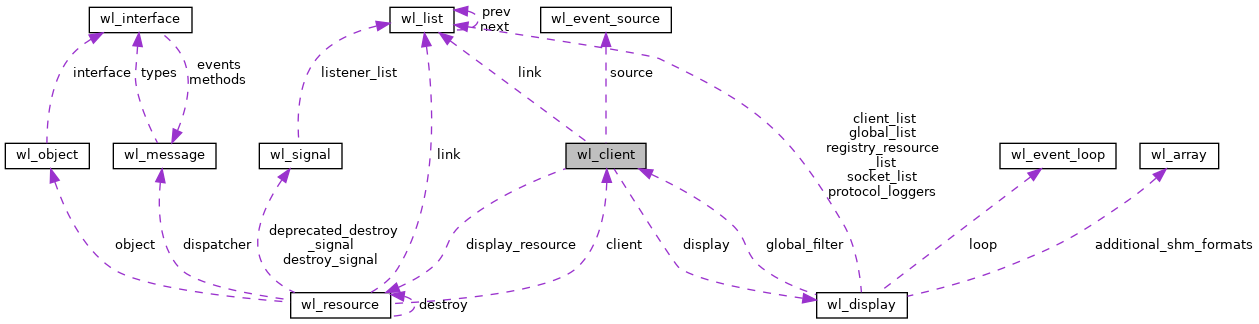 wl_interface
wl_list
prev
next
wl_event_source
interface
types
events
methods
listener_list
link
source
client_list
global_list
registry_resource
_list
socket_list
protocol_loggers
wl_object
wl_message
wl_signal
link
wl_client
wl_event_loop
wl_array
object
dispatcher
deprecated_destroy
_signal
destroy_signal
display_resource
client
display
global_filter
loop
additional_shm_formats
wl_resource
destroy
wl_display